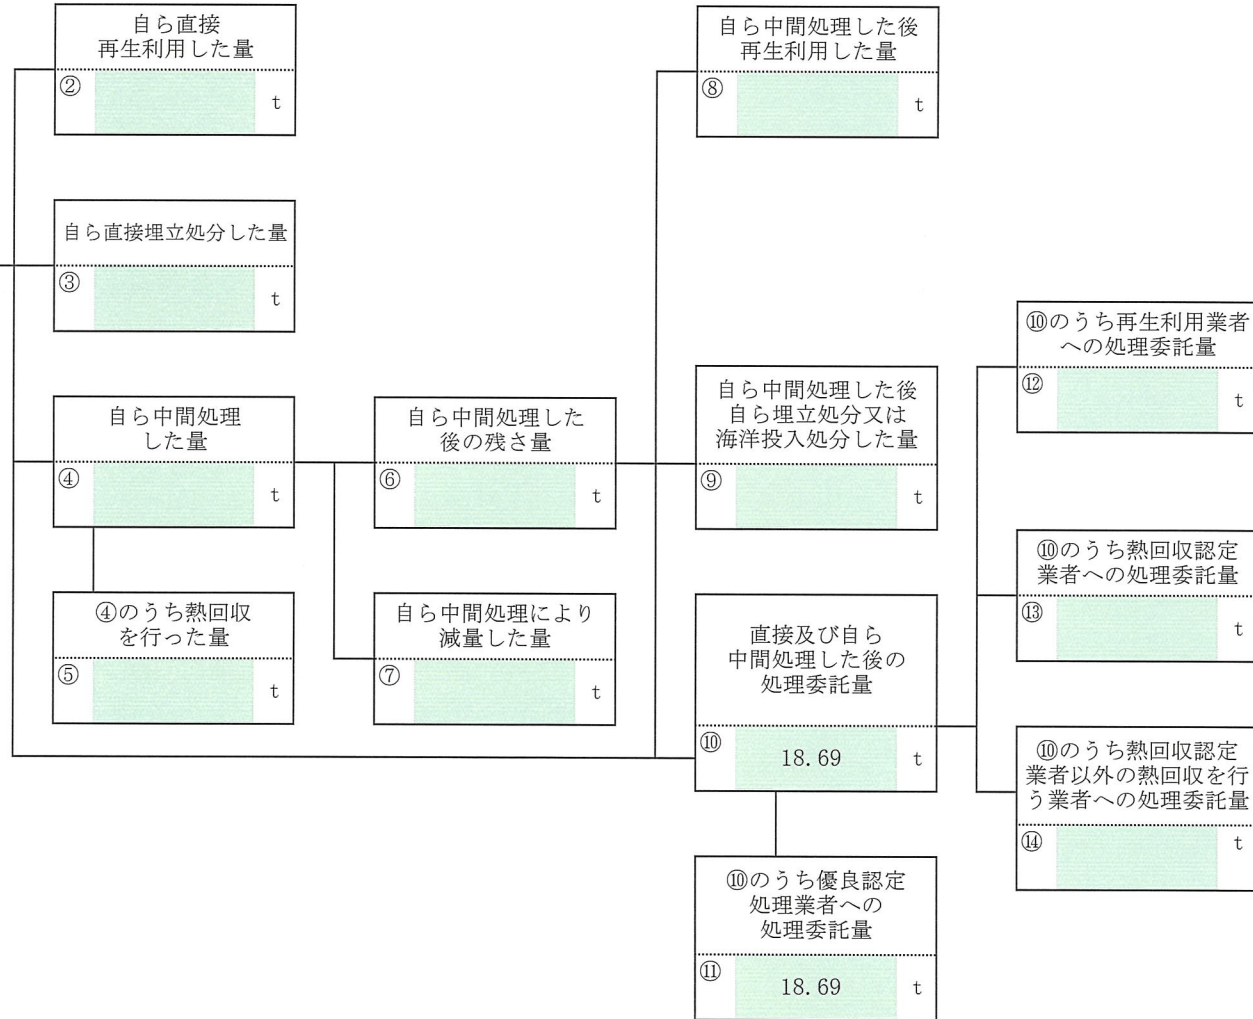 自ら直接
再生利用した量
②
t
自ら直接埋立処分した量
③
t
自ら中間処理
した量
④
t
④のうち熱回収
を行った量
⑤
t
自ら中間処理した
後の残さ量
⑥
t
自ら中間処理により
減量した量
⑦
t
自ら中間処理した後
再生利用した量
⑧
t
自ら中間処理した後
自ら埋立処分又は
海洋投入処分した量
⑨
t
直接及び自ら
中間処理した後の
処理委託量
⑩ 18.69 t
⑩のうち優良認定
処理業者への
処理委託量
⑪ 18.69 t
⑩のうち再生利用業者
への処理委託量
⑫
t
⑩のうち熱回収認定
業者への処理委託量
⑬
t
⑩のうち熱回収認定
業者以外の熱回収を行
う業者への処理委託量
⑭
t